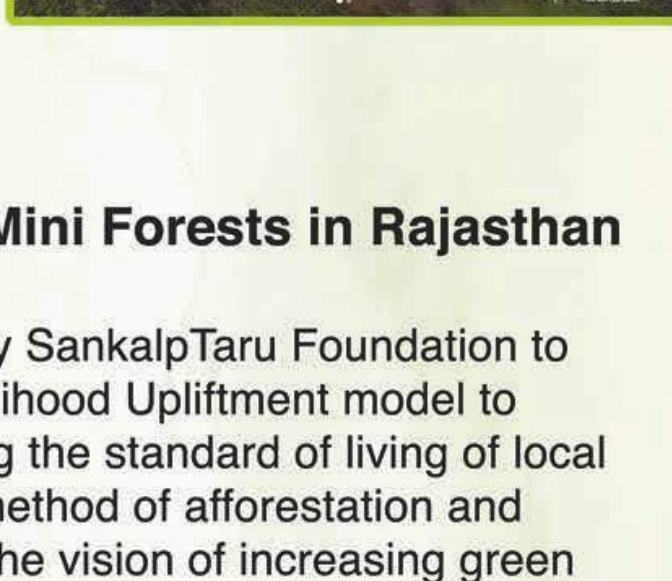 Mini Forests in Rajasthan
y SankalpTaru Foundation to
ihood Upliftment model to
g the standard of living of local
ethod of afforestation and
he vision of increasing green